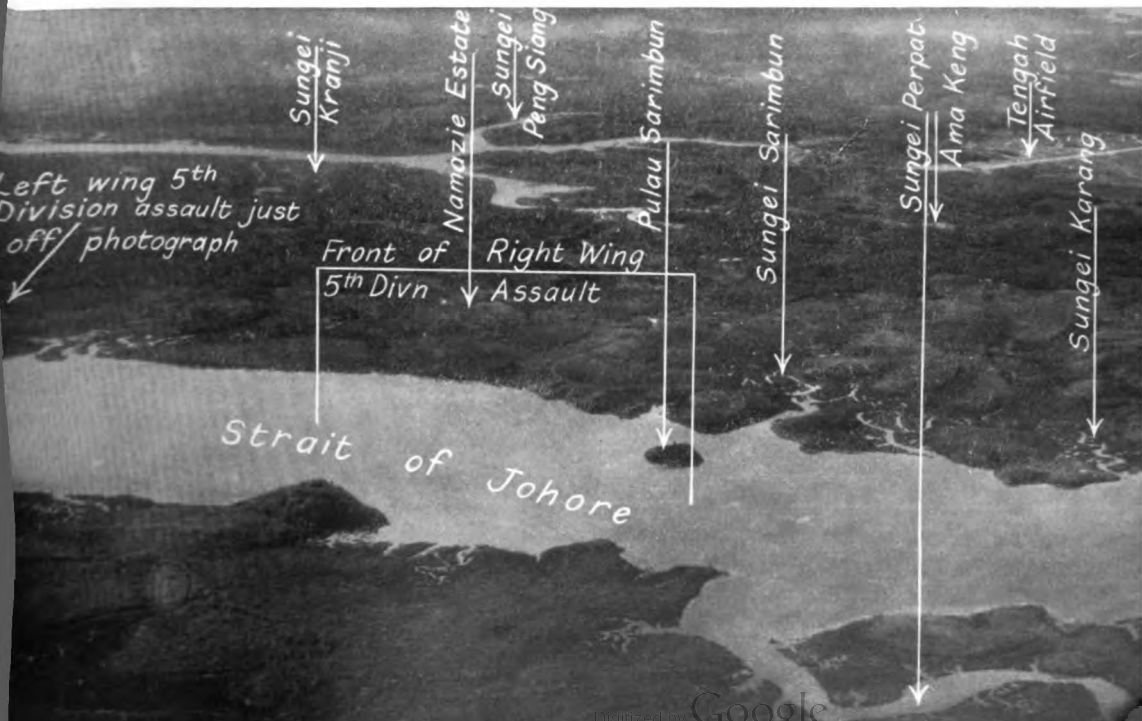 Sungei
Kranji
Namazie Estate
Sungei
Peng Siang
Pulau Sarimbun
Sungei Sarimbun
Sungei Perpat
Ama Keng
Tengah
Airfield
Sungei Karang
Left wing 5th
Division assault just
off photograph
Front of Right Wing
5th Divn Assault
Strait of Johore
Digitized by Google